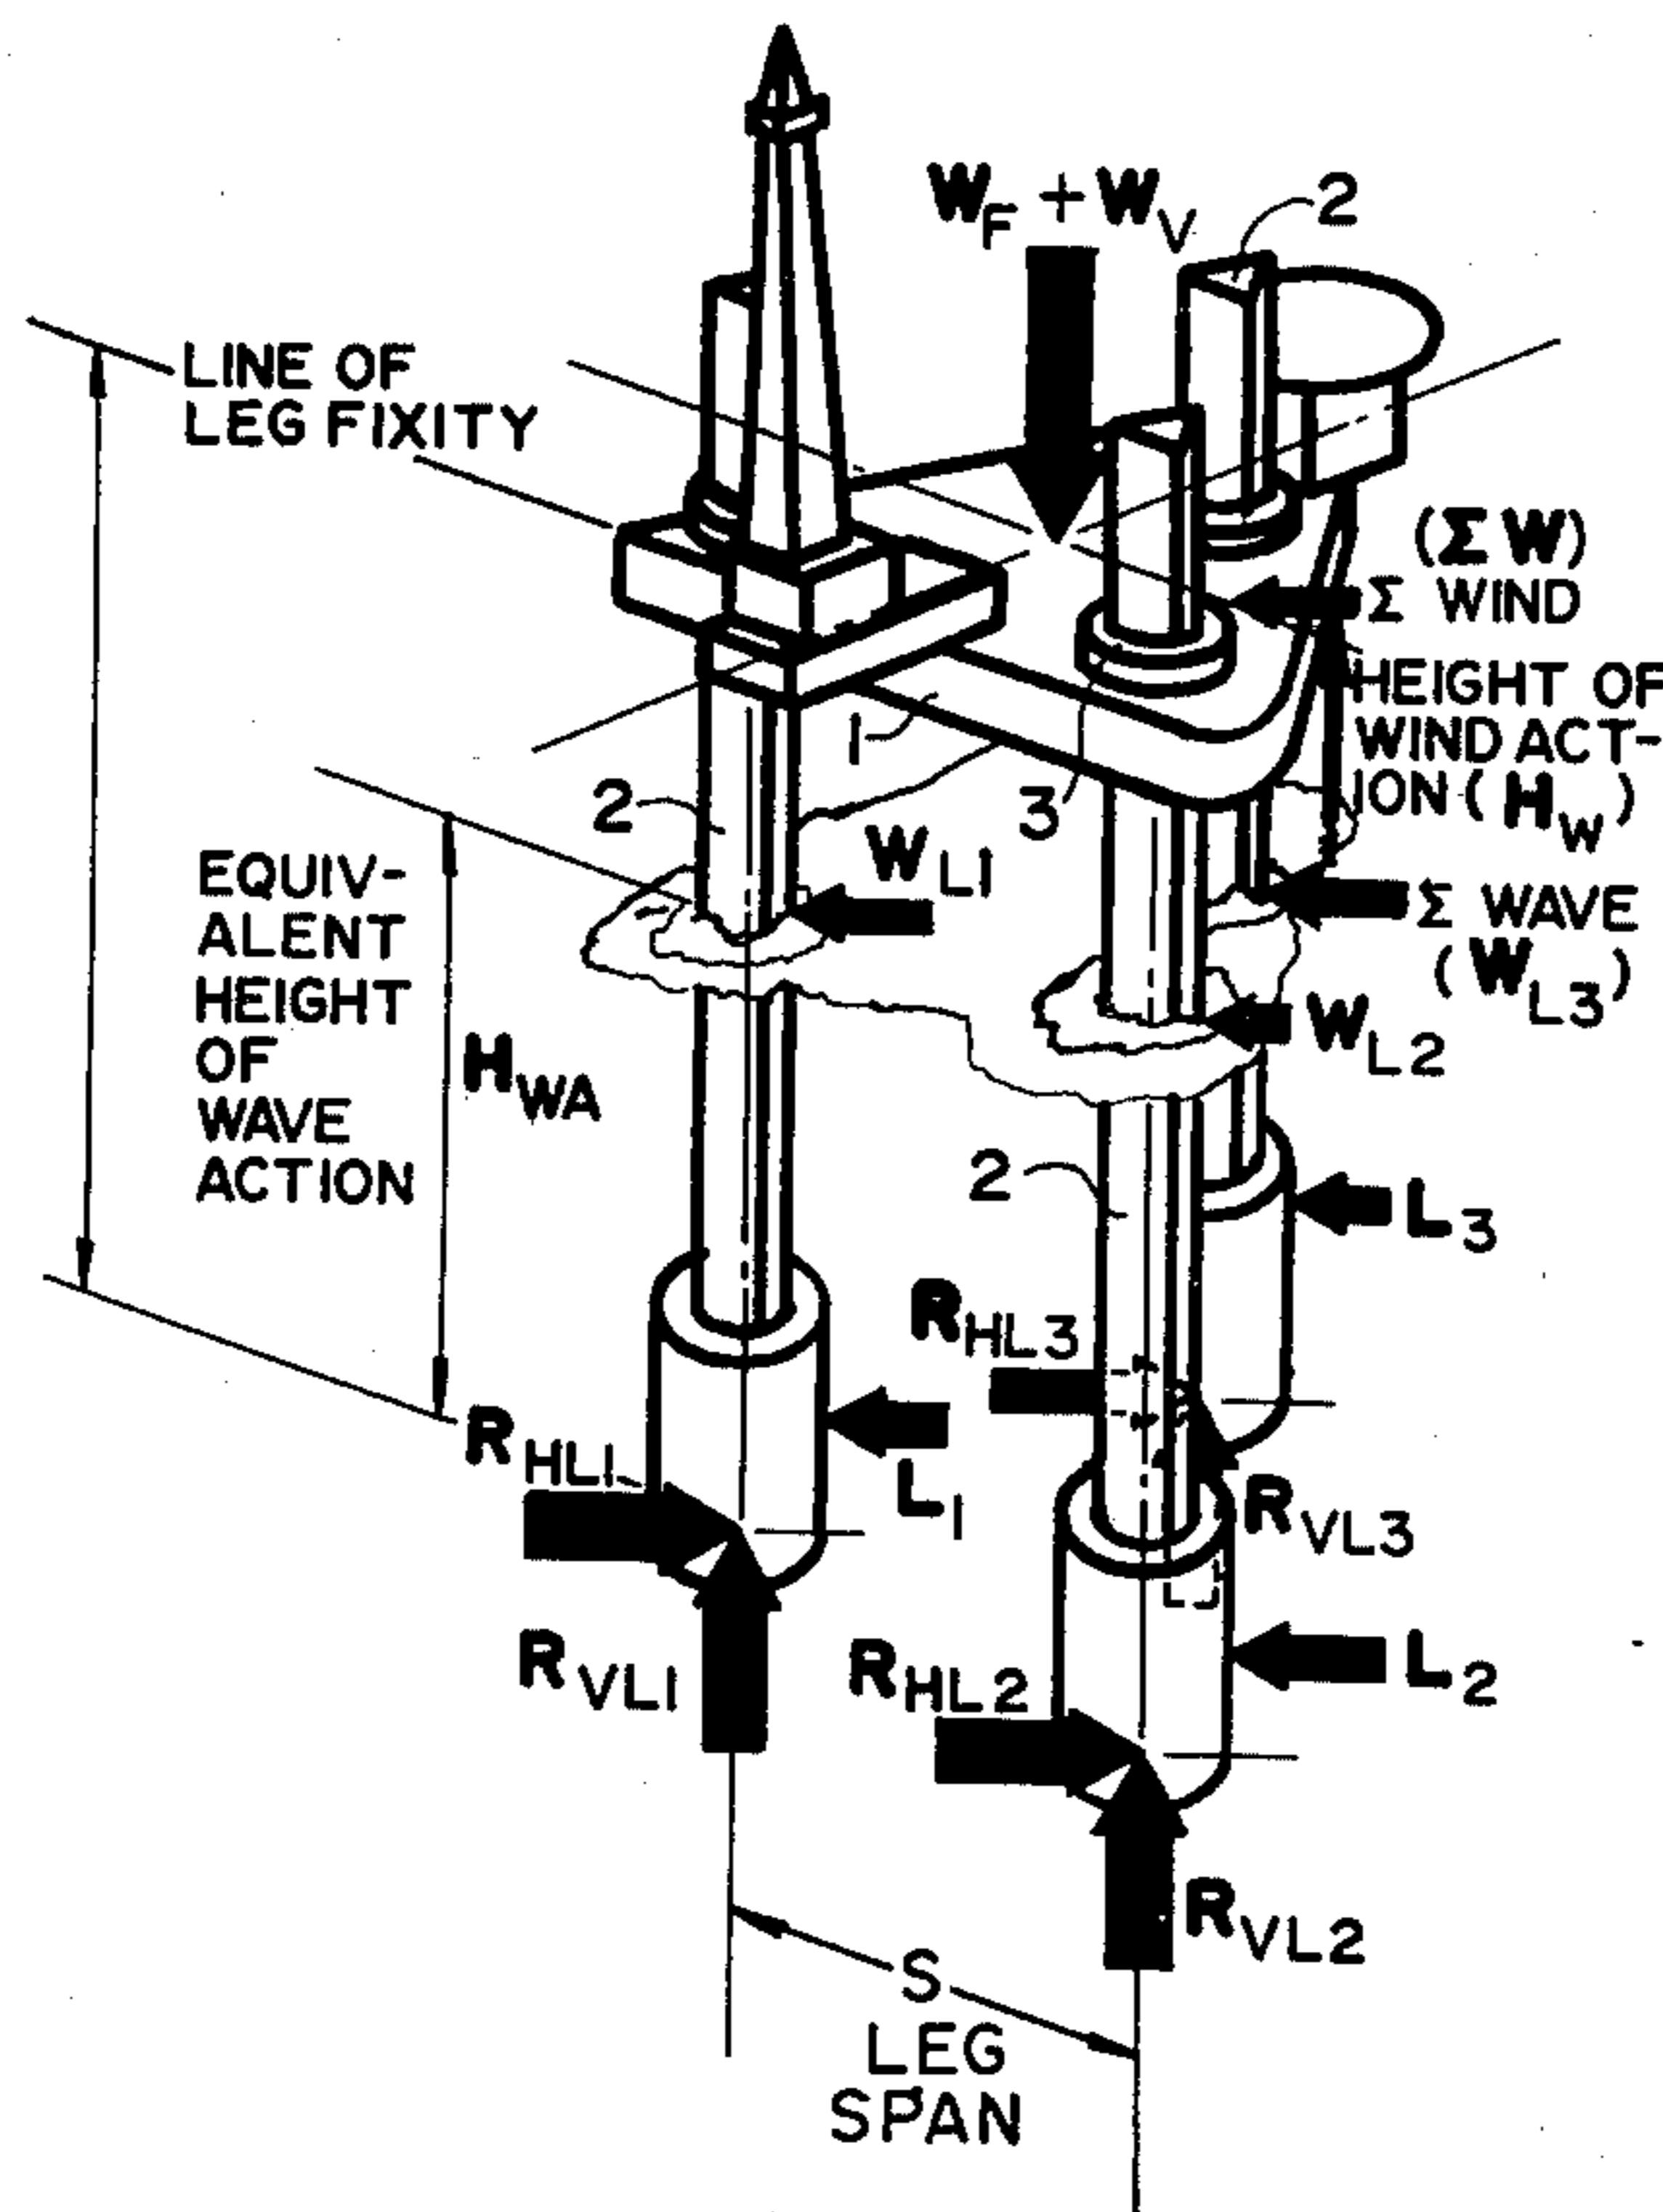 W_F + W_V
2
LINE OF
LEG FIXITY
(Σ W)
Σ WIND
HEIGHT OF
WIND ACT-
ION (H_W)
1
2
3
W_L1
EQUIV-
ALENT
HEIGHT
OF
WAVE
ACTION
H_WA
Σ WAVE
(W_L3)
W_L2
2
L_3
R_HL3
R_HL1
L_1
R_VL3
R_VL1
R_HL2
L_2
R_VL2
S
LEG
SPAN